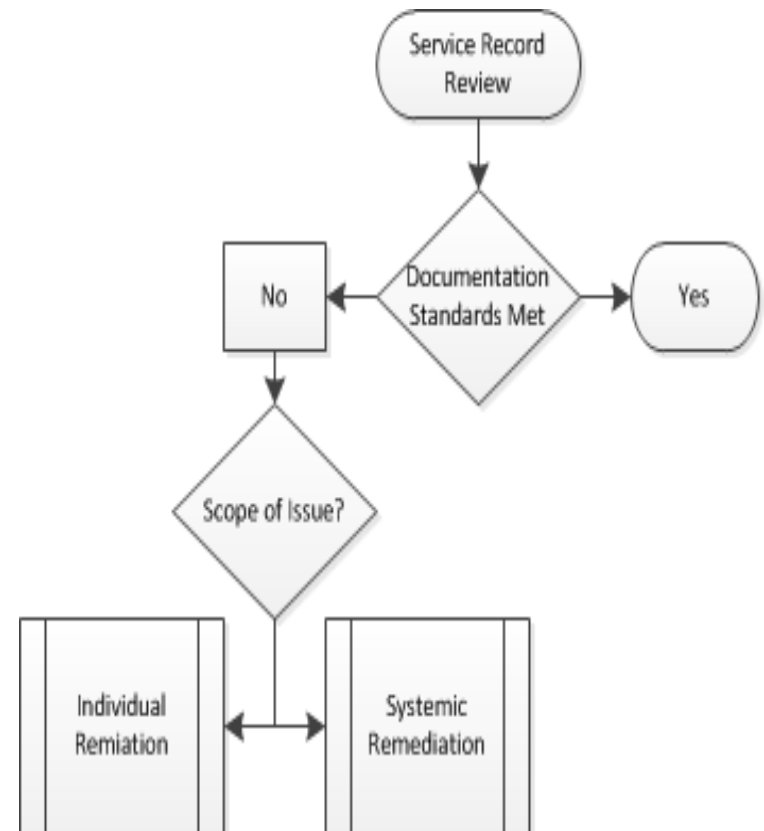 Service Record
Review
Documentation
Standards Met
No
Yes
Scope of Issue?
Individual
Remiation
Systemic
Remediation